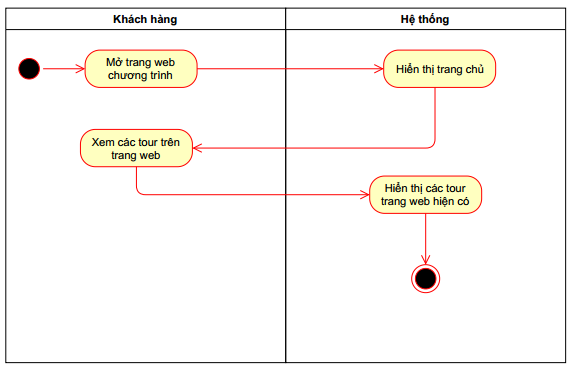 Khách hàng
Hệ thống
Mở trang web
chương trình
Hiển thị trang chủ
Xem các tour trên
trang web
Hiển thị các tour
trang web hiện có